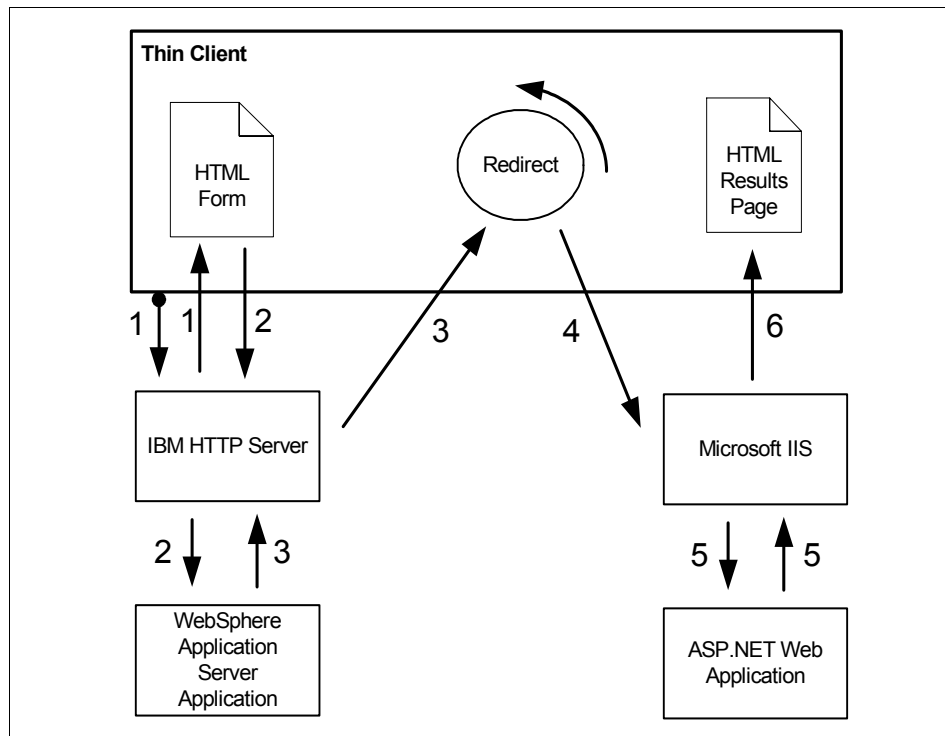 Thin Client
HTML
Form
Redirect
HTML
Results
Page
1
1
2
3
4
6
IBM HTTP Server
Microsoft IIS
2
3
5
5
WebSphere
Application
Server
Application
ASP.NET Web
Application